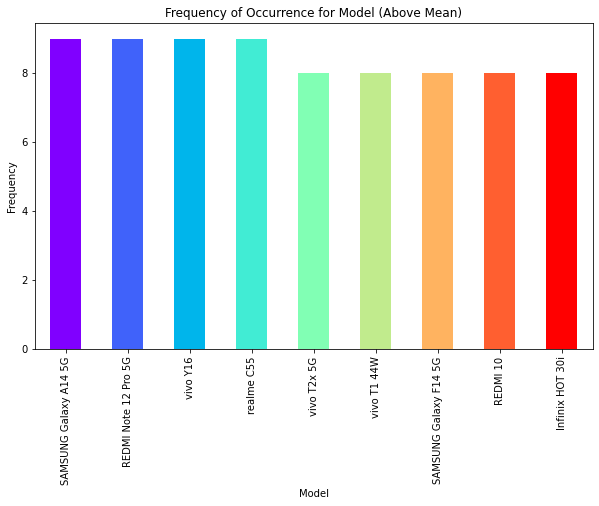 Frequency of Occurrence for Model (Above Mean)
Frequency
8
6
4
2
0
SAMSUNG Galaxy A14 5G
REDMI Note 12 Pro 5G
vivo Y16
realme C55
vivo T2x 5G
vivo T1 44W
SAMSUNG Galaxy F14 5G
REDMI 10
Infinix HOT 30i
Model